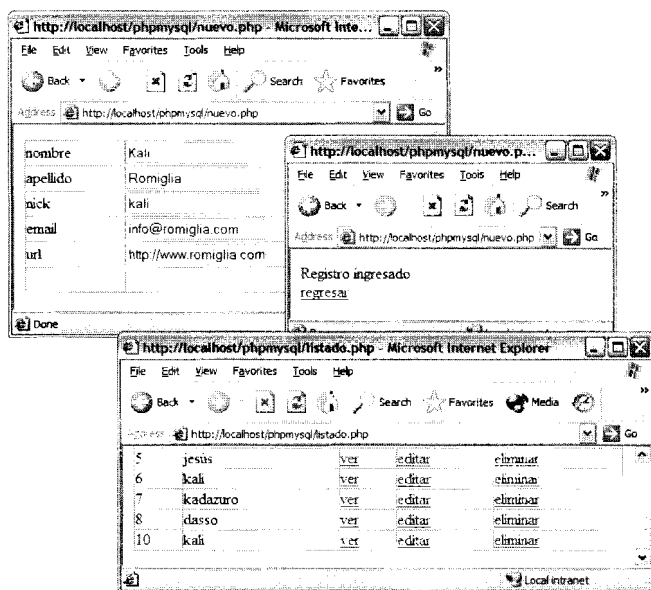 http://localhost/phpmysql/nuevo.php - Microsoft Inte...
File Edit View Favorites Tools Help
Back Search Favorites »
Address http://localhost/phpmysql/nuevo.php Go
nombre Kali
apellido Romiglia
nick kali
email info@romiglia.com
url http://www.romiglia.com
Done
http://localhost/phpmysql/nuevo.p...
File Edit View Favorites Tools Help
Back Search »
Address http://localhost/phpmysql/nuevo.php Go
Registro ingresado
regresar
http://localhost/phpmysql/listado.php - Microsoft Internet Explorer
File Edit View Favorites Tools Help
Back Search Favorites Media »
Address http://localhost/phpmysql/listado.php Go
5 jesus ver editar eliminar
6 kali ver editar eliminar
7 kadazuro ver editar eliminar
8 dasso ver editar eliminar
10 kali ver editar eliminar
Local intranet